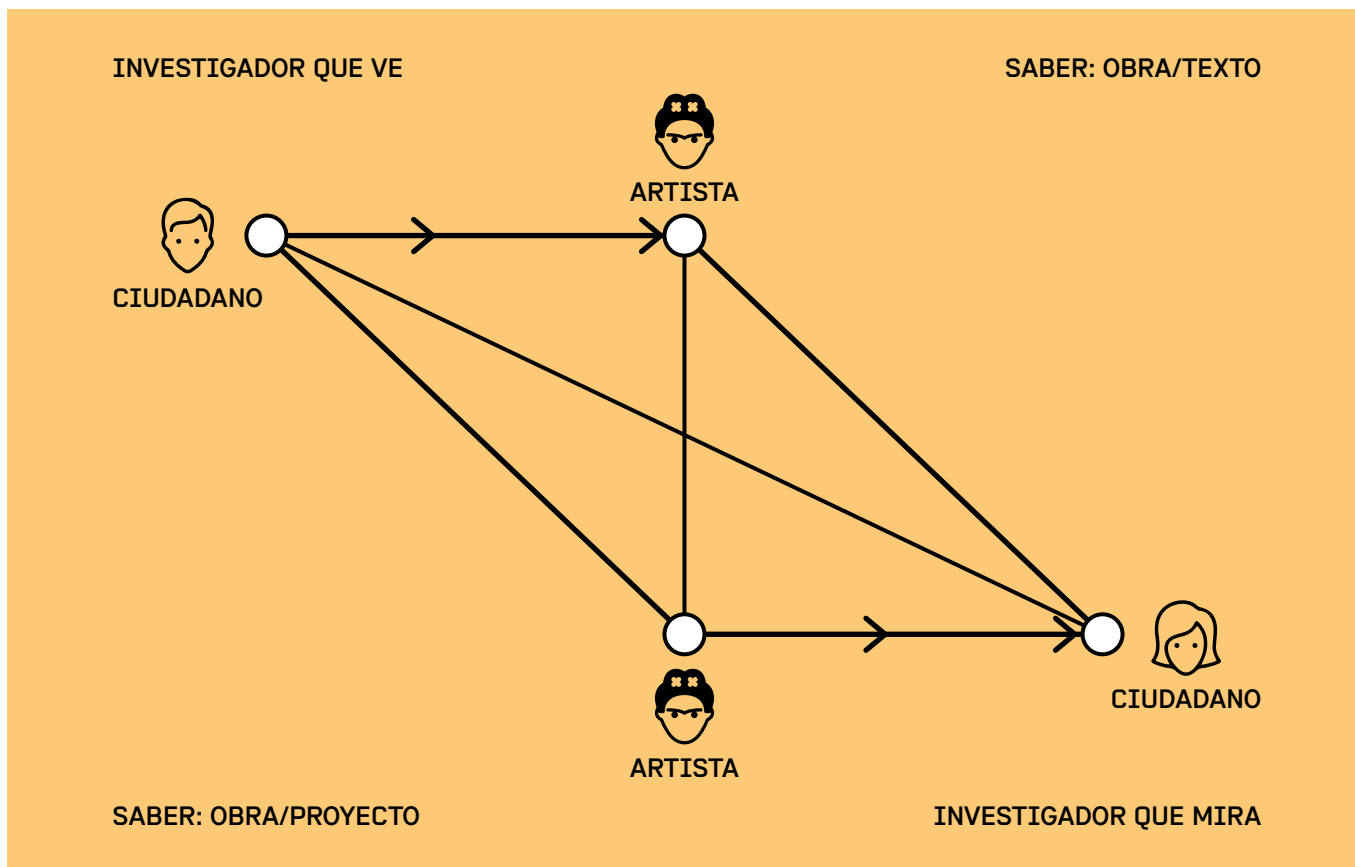 INVESTIGADOR QUE VE
SABER: OBRA/TEXTO
ARTISTA
CIUDADANO
CIUDADANO
ARTISTA
SABER: OBRA/PROYECTO
INVESTIGADOR QUE MIRA